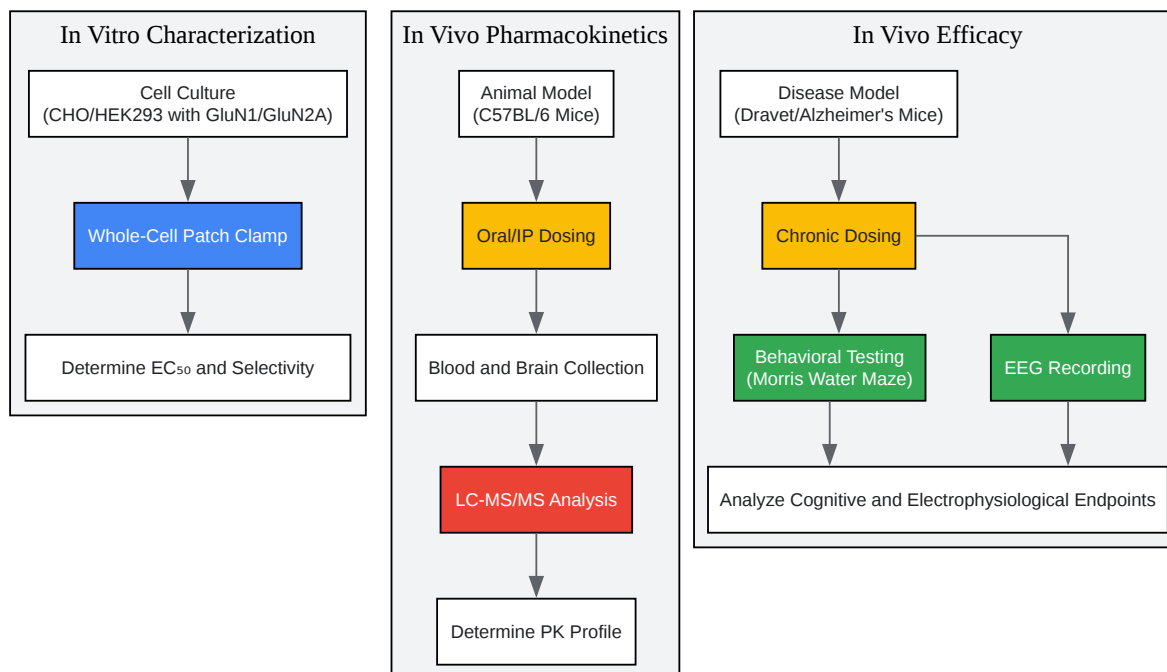 In Vitro Characterization
Cell Culture
(CHO/HEK293 with GluN1/GluN2A)
Whole-Cell Patch Clamp
Determine EC₅₀ and Selectivity
In Vivo Pharmacokinetics
Animal Model
(C57BL/6 Mice)
Oral/IP Dosing
Blood and Brain Collection
LC-MS/MS Analysis
Determine PK Profile
In Vivo Efficacy
Disease Model
(Dravet/Alzheimer's Mice)
Chronic Dosing
Behavioral Testing
(Morris Water Maze)
EEG Recording
Analyze Cognitive and Electrophysiological Endpoints